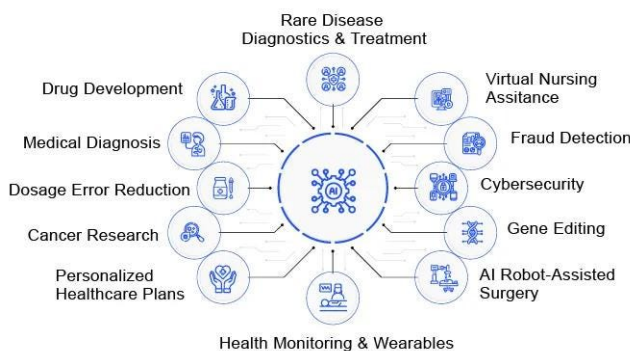 Rare Disease
Diagnostics & Treatment
Drug Development
Virtual Nursing
Assitance
Medical Diagnosis
Fraud Detection
AI
Dosage Error Reduction
Cybersecurity
Cancer Research
Gene Editing
Personalized
Healthcare Plans
AI Robot-Assisted
Surgery
Health Monitoring & Wearables